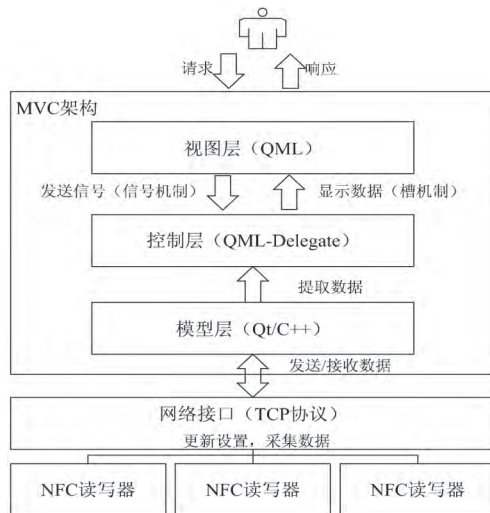 请求
响应
MVC架构
视图层（QML）
发送信号（信号机制）
显示数据（槽机制）
控制层（QML-Delegate）
提取数据
模型层（Qt/C++）
发送/接收数据
网络接口（TCP协议）
更新设置，采集数据
NFC读写器
NFC读写器
NFC读写器